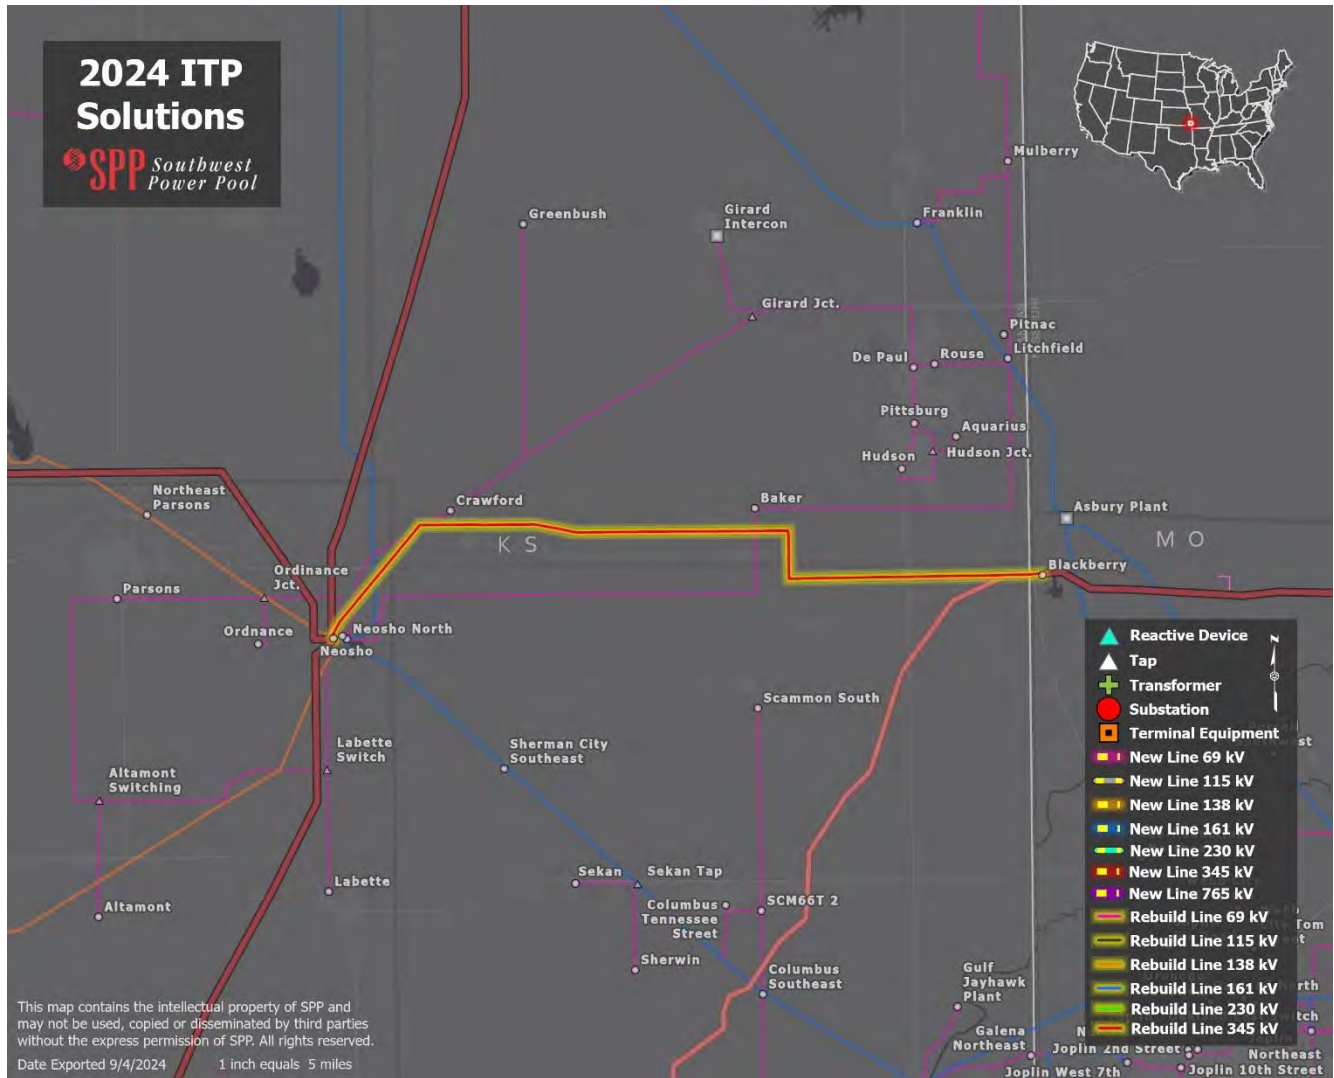 2024 ITP
Solutions
SPP Southwest
Power Pool
Mulberry
Greenbush
Girard
Intercon
Franklin
Girard Jct.
Pitnac
Litchfield
De Paul
Rouse
Pittsburg
Aquarius
Hudson
Hudson Jct.
Northeast
Parsons
Crawford
Baker
Asbury Plant
K S
M O
Blackberry
Ordinance
Jct.
Parsons
Ordnance
Neosho North
Neosho
Scammon South
Labette
Switch
Sherman City
Southeast
Altamont
Switching
Sekan
Sekan Tap
Labette
Altamont
Columbus
Tennessee
Street
SCM66T 2
Sherwin
Columbus
Southeast
Gulf
Jayhawk
Plant
Galena
Northeast
Joplin 2nd Street
Joplin West 7th
Northeast
Joplin 10th Street
Reactive Device
Tap
Transformer
Substation
Terminal Equipment
New Line 69 kV
New Line 115 kV
New Line 138 kV
New Line 161 kV
New Line 230 kV
New Line 345 kV
New Line 765 kV
Rebuild Line 69 kV
Rebuild Line 115 kV
Rebuild Line 138 kV
Rebuild Line 161 kV
Rebuild Line 230 kV
Rebuild Line 345 kV
N
This map contains the intellectual property of SPP and
may not be used, copied or disseminated by third parties
without the express permission of SPP. All rights reserved.
Date Exported 9/4/2024 1 inch equals 5 miles